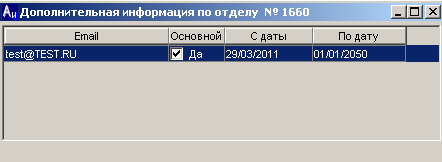 Aн Дополнительная информация по отделу № 1660
Email Основной С даты По дату
test@TEST.RU Да 29/03/2011 01/01/2050